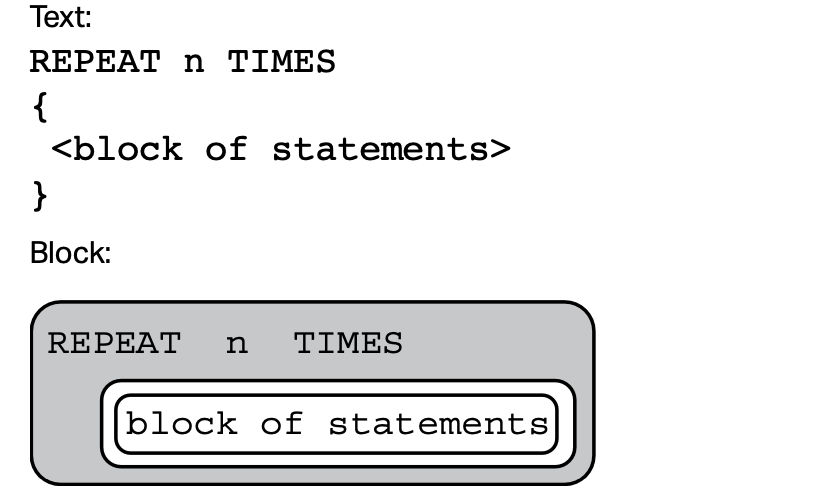 Text:
REPEAT n TIMES
{
<block of statements>
}
Block:
REPEAT n TIMES
block of statements